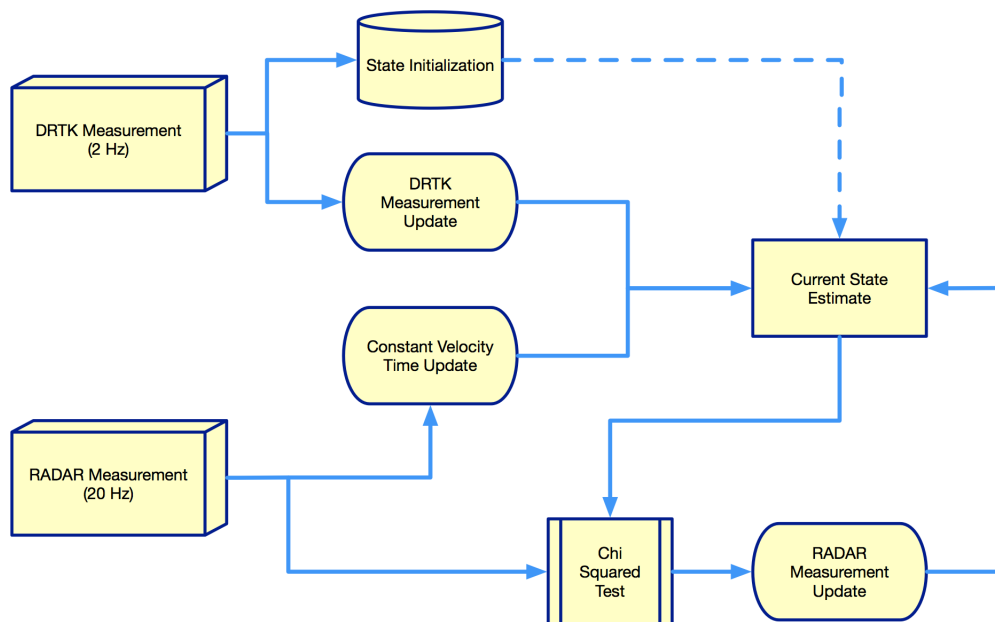 State Initialization
DRTK Measurement
(2 Hz)
DRTK
Measurement
Update
Current State
Estimate
Constant Velocity
Time Update
RADAR Measurement
(20 Hz)
Chi
Squared
Test
RADAR
Measurement
Update